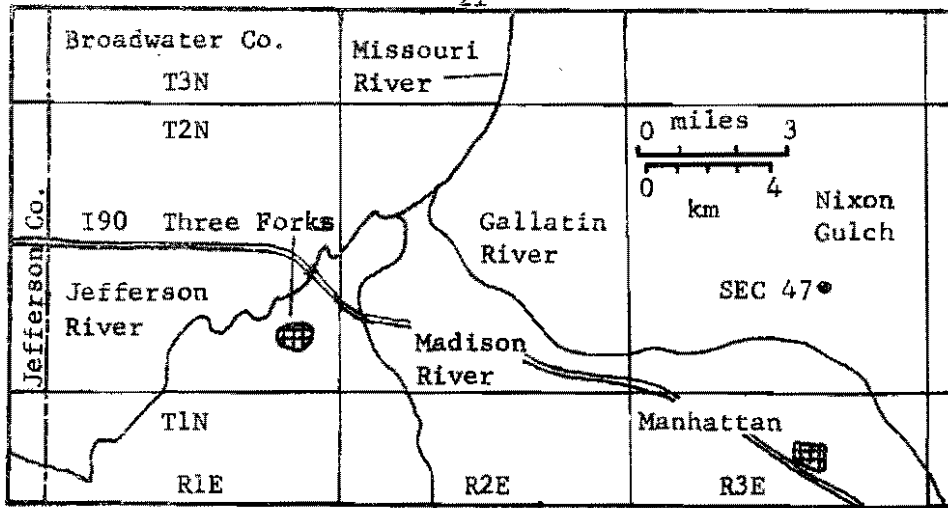 21
Broadwater Co.
T3N
Missouri
River
T2N
0 miles 3
0 4
km
Nixon
Gulch
I90 Three Forks
Gallatin
River
SEC 47
Jefferson Co.
Jefferson
River
Madison
River
T1N
Manhattan
R1E
R2E
R3E